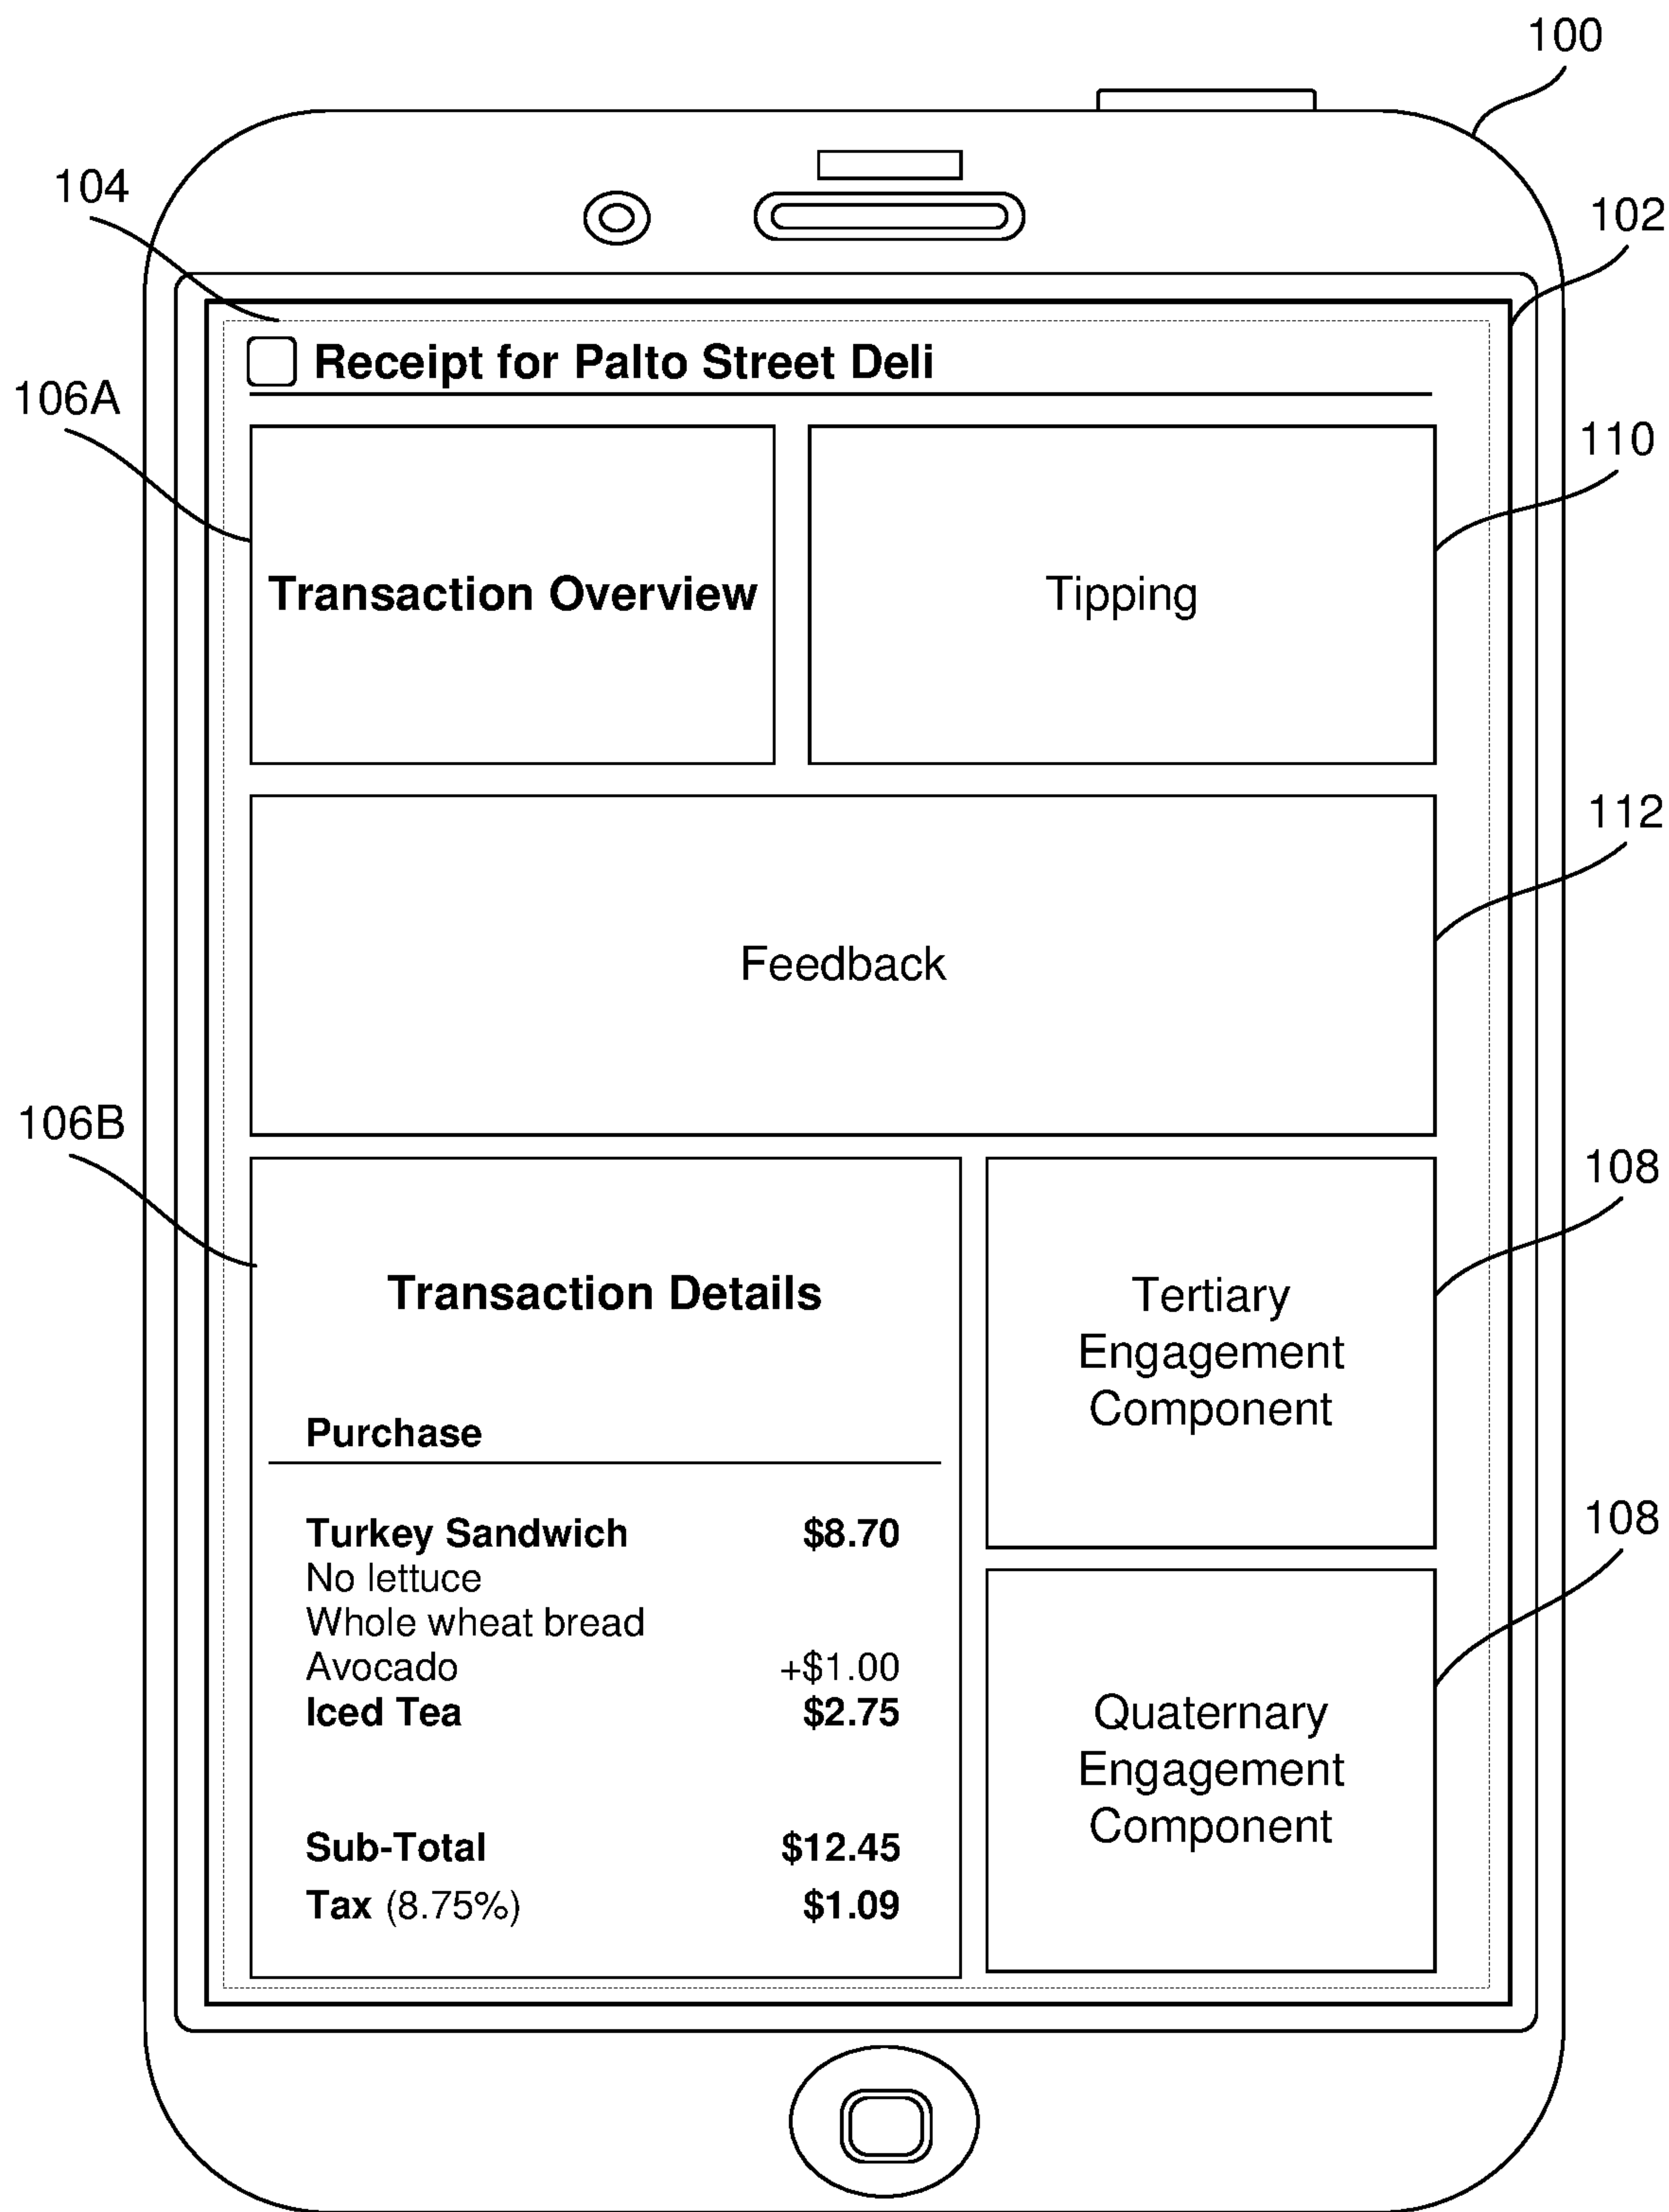 100
104
102
Receipt for Palto Street Deli
106A
110
Transaction Overview
Tipping
112
Feedback
106B
108
Transaction Details
Tertiary
Engagement
Component
Purchase
Turkey Sandwich $8.70
No lettuce
Whole wheat bread
Avocado +$1.00
Iced Tea $2.75
108
Quaternary
Engagement
Component
Sub-Total $12.45
Tax (8.75%) $1.09